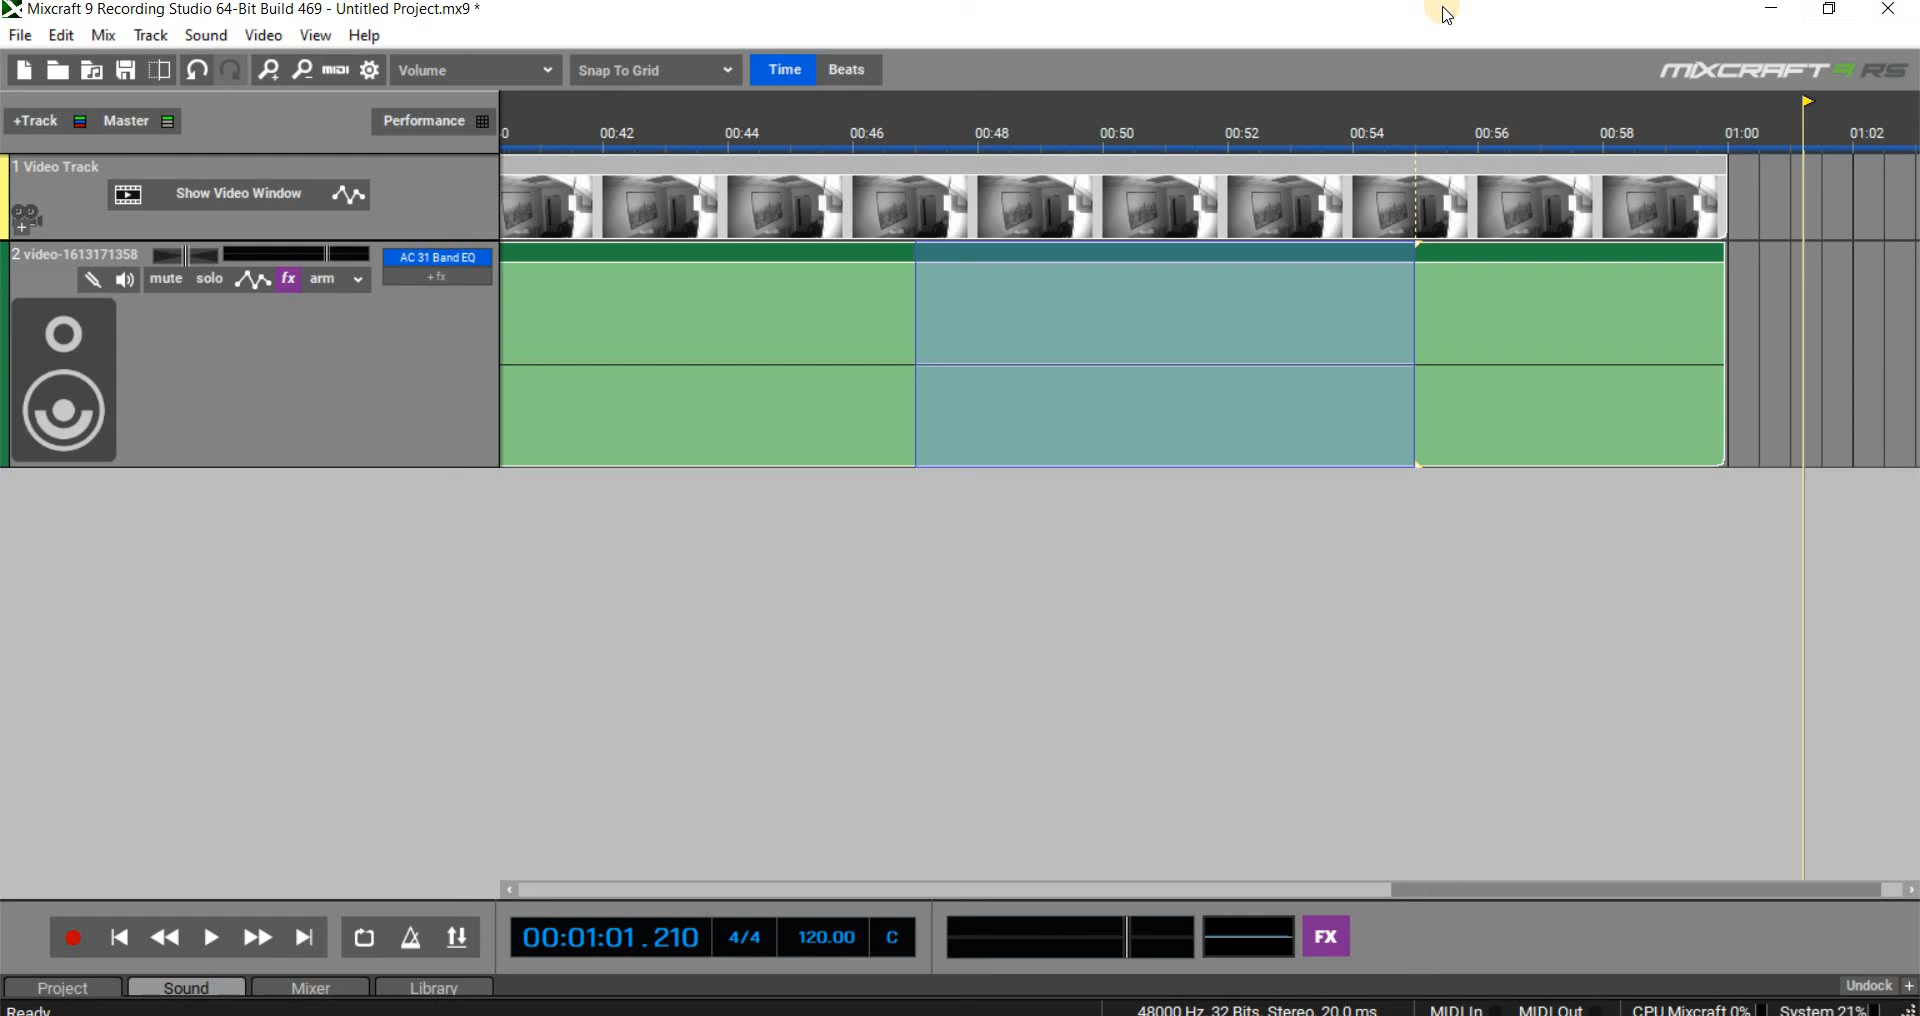 Mixcraft 9 Recording Studio 64-Bit Build 469 - Untitled Project.mx9 *
File Edit Mix Track Sound Video View Help
MIDI Volume Snap To Grid Time Beats MIXCRAFT 9 RS
+Track Master Performance
0 00:42 00:44 00:46 00:48 00:50 00:52 00:54 00:56 00:58 01:00 01:02
1 Video Track
Show Video Window
2 video-1613171358 AC 31 Band EQ
mute solo fx arm + fx
00:01:01.210 4/4 120.00 C FX
Project Sound Mixer Library Undock +
Ready 48000 Hz, 32 Bits, Stereo, 20.0 ms MIDI In MIDI Out CPU Mixcraft 0% System 21%